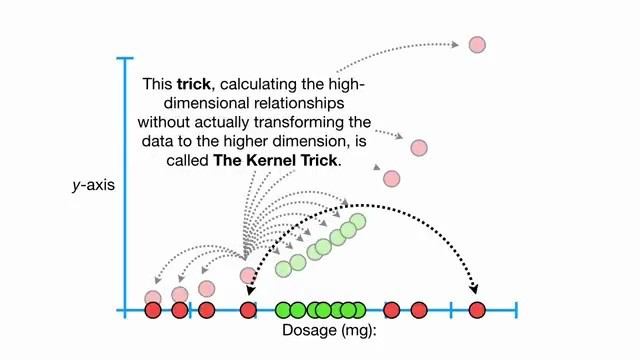 This trick, calculating the high-
dimensional relationships
without actually transforming the
data to the higher dimension, is
called The Kernel Trick.
y-axis
Dosage (mg):